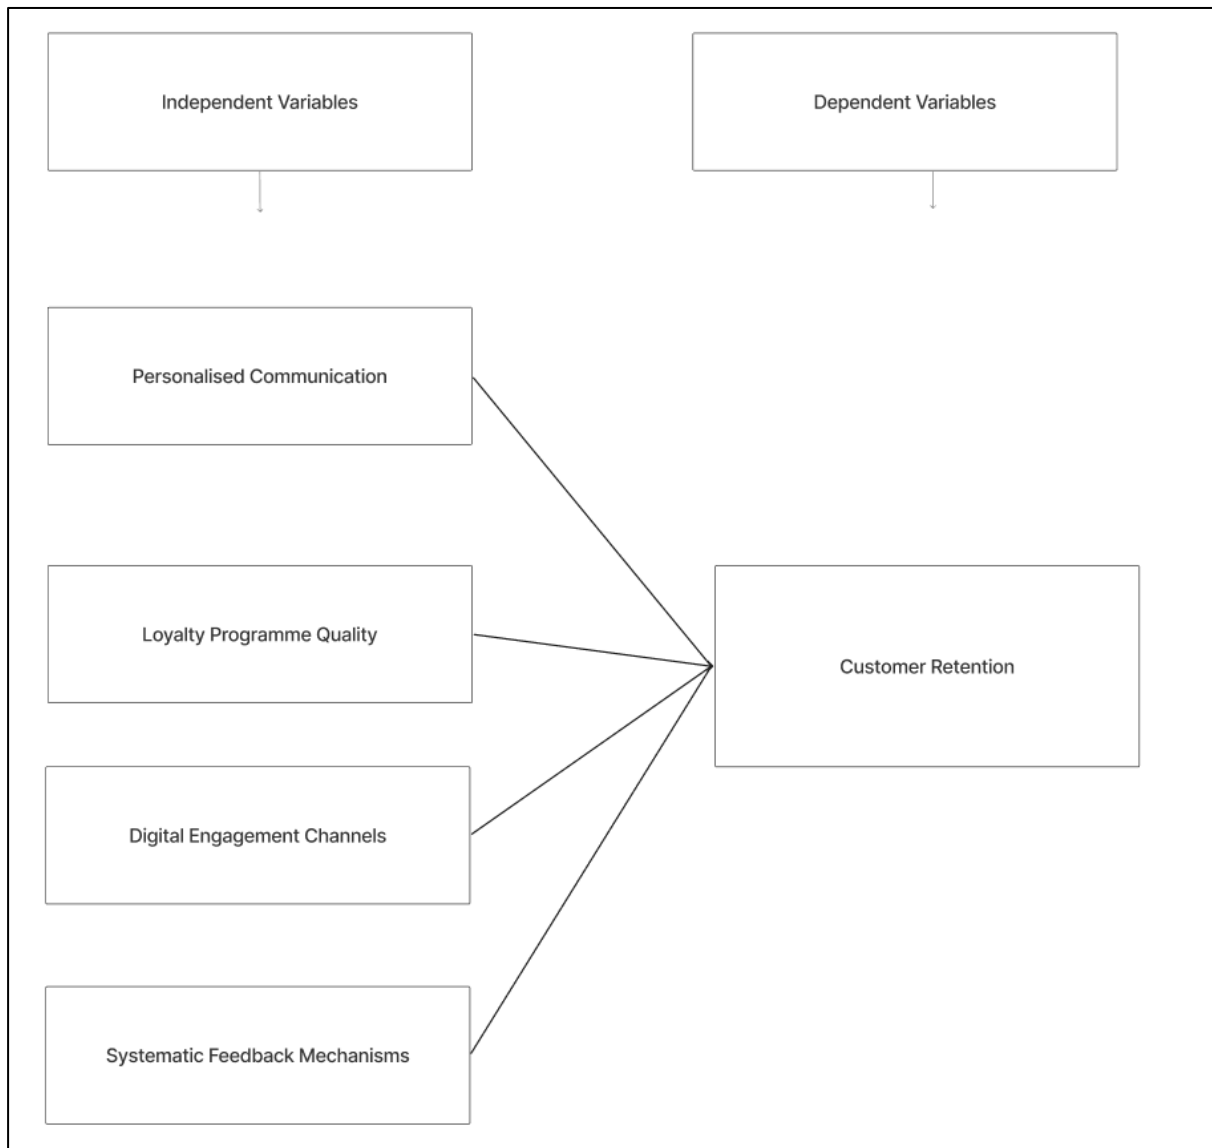 Independent Variables
Dependent Variables
Personalised Communication
Loyalty Programme Quality
Customer Retention
Digital Engagement Channels
Systematic Feedback Mechanisms